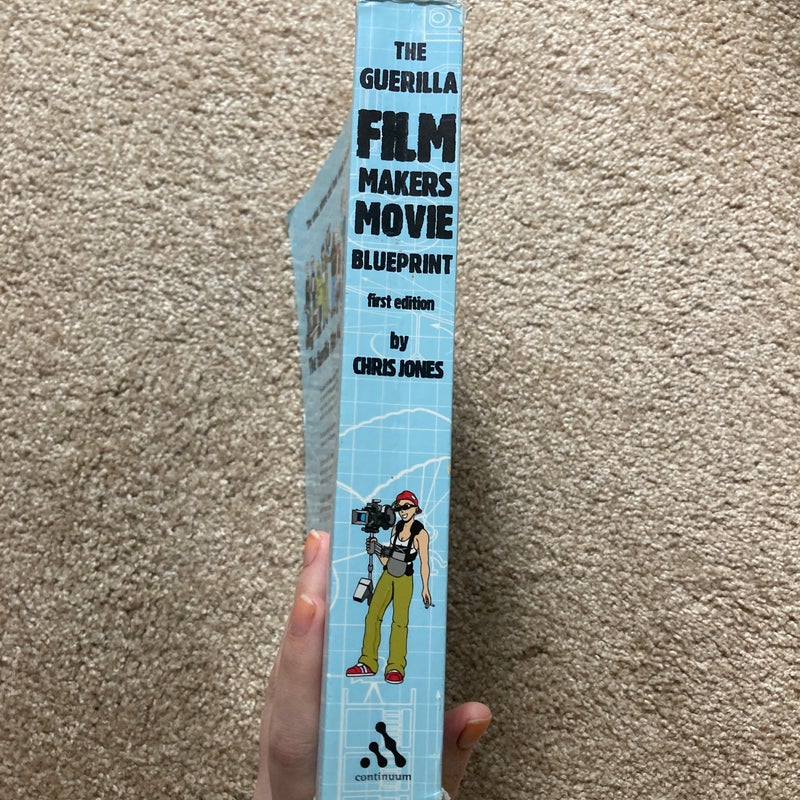 THE
GUERILLA
FILM
MAKERS
MOVIE
BLUEPRINT
first edition
by
CHRIS JONES
continuum